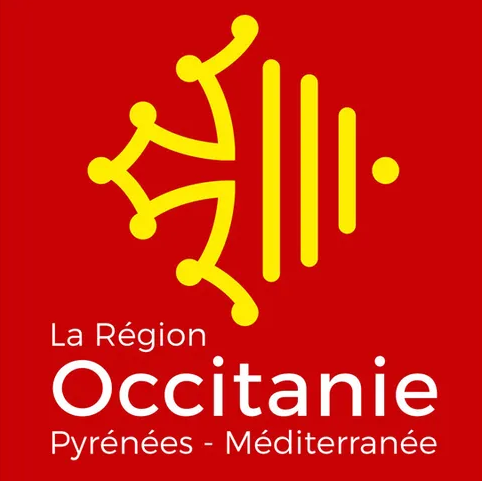 La Région
Occitanie
Pyrénées - Méditerranée